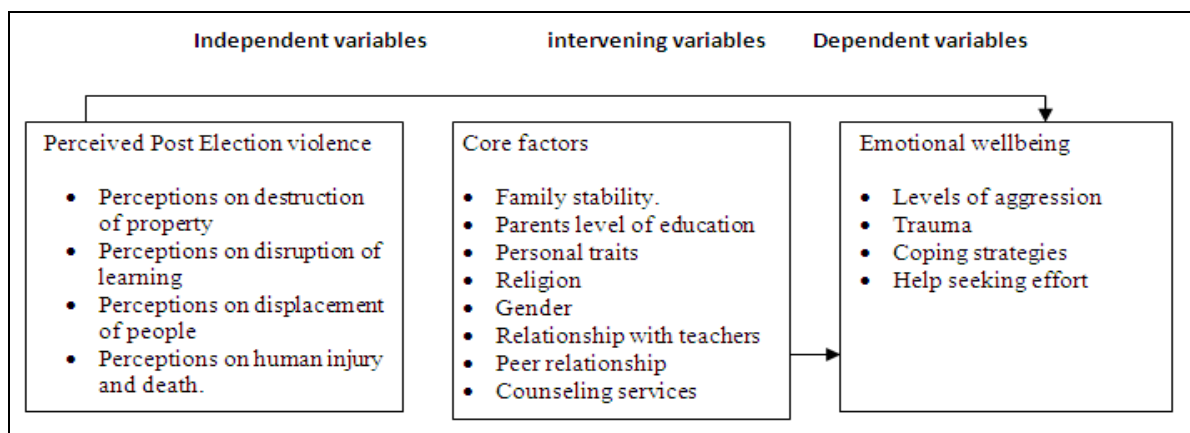 Independent variables intervening variables Dependent variables
Perceived Post Election violence
• Perceptions on destruction
of property
• Perceptions on disruption of
learning
• Perceptions on displacement
of people
• Perceptions on human injury
and death.
Core factors
• Family stability.
• Parents level of education
• Personal traits
• Religion
• Gender
• Relationship with teachers
• Peer relationship
• Counseling services
Emotional wellbeing
• Levels of aggression
• Trauma
• Coping strategies
• Help seeking effort